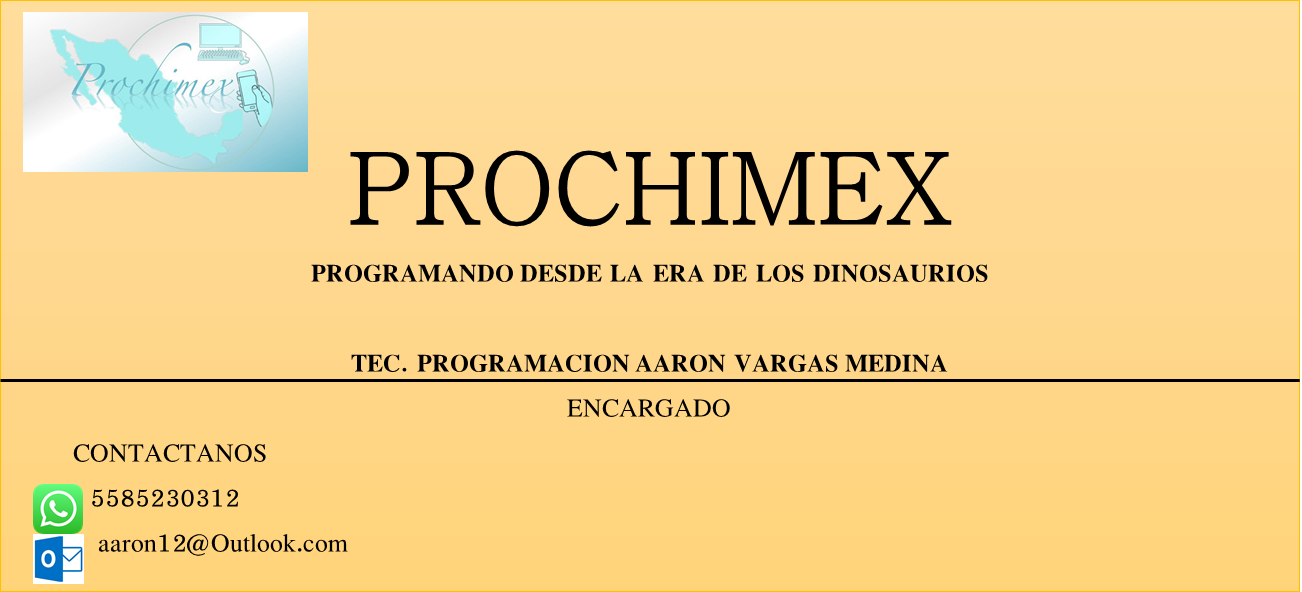 Prochimex
PROCHIMEX
PROGRAMANDO DESDE LA ERA DE LOS DINOSAURIOS
TEC. PROGRAMACION AARON VARGAS MEDINA
ENCARGADO
CONTACTANOS
5585230312
aaron12@Outlook.com